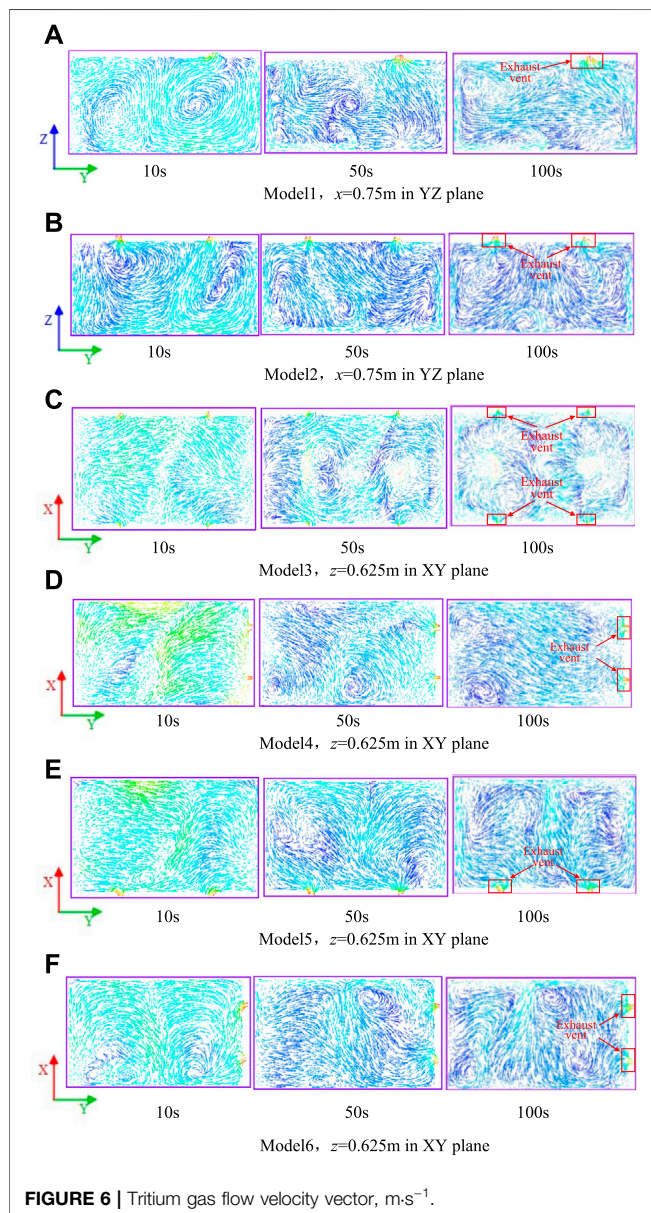 A
Exhaust
vent
Z
Y
10s 50s 100s
Model1, x=0.75m in YZ plane
B
Exhaust
vent
Z
Y
10s 50s 100s
Model2, x=0.75m in YZ plane
C
Exhaust
vent
Exhaust
vent
X
Y
10s 50s 100s
Model3, z=0.625m in XY plane
D
Exhaust
vent
X
Y
10s 50s 100s
Model4, z=0.625m in XY plane
E
Exhaust
vent
X
Y
10s 50s 100s
Model5, z=0.625m in XY plane
F
Exhaust
vent
X
Y
10s 50s 100s
Model6, z=0.625m in XY plane
FIGURE 6 | Tritium gas flow velocity vector, m·s⁻¹.